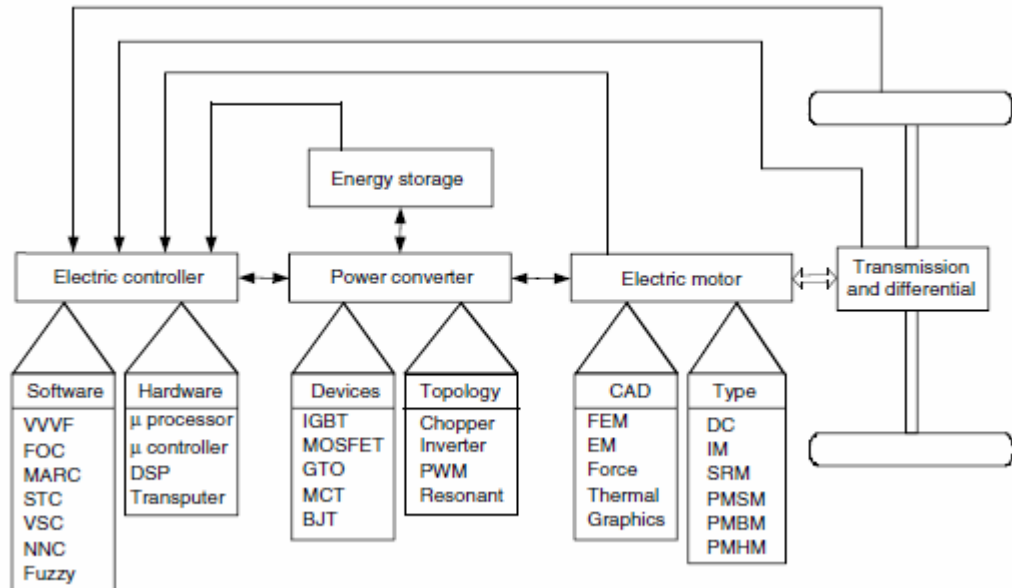 Energy storage
Electric controller
Power converter
Electric motor
Transmission
and differential
Software
VVVF
FOC
MARC
STC
VSC
NNC
Fuzzy
Hardware
μ processor
μ controller
DSP
Transputer
Devices
IGBT
MOSFET
GTO
MCT
BJT
Topology
Chopper
Inverter
PWM
Resonant
CAD
FEM
EM
Force
Thermal
Graphics
Type
DC
IM
SRM
PMSM
PMBM
PMHM